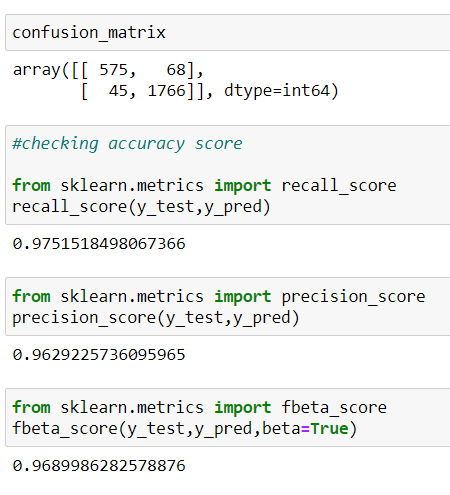 confusion_matrix
array([[ 575,   68],
       [  45, 1766]], dtype=int64)
#checking accuracy score
from sklearn.metrics import recall_score
recall_score(y_test,y_pred)
0.9751518498067366
from sklearn.metrics import precision_score
precision_score(y_test,y_pred)
0.9629225736095965
from sklearn.metrics import fbeta_score
fbeta_score(y_test,y_pred,beta=True)
0.9689986282578876